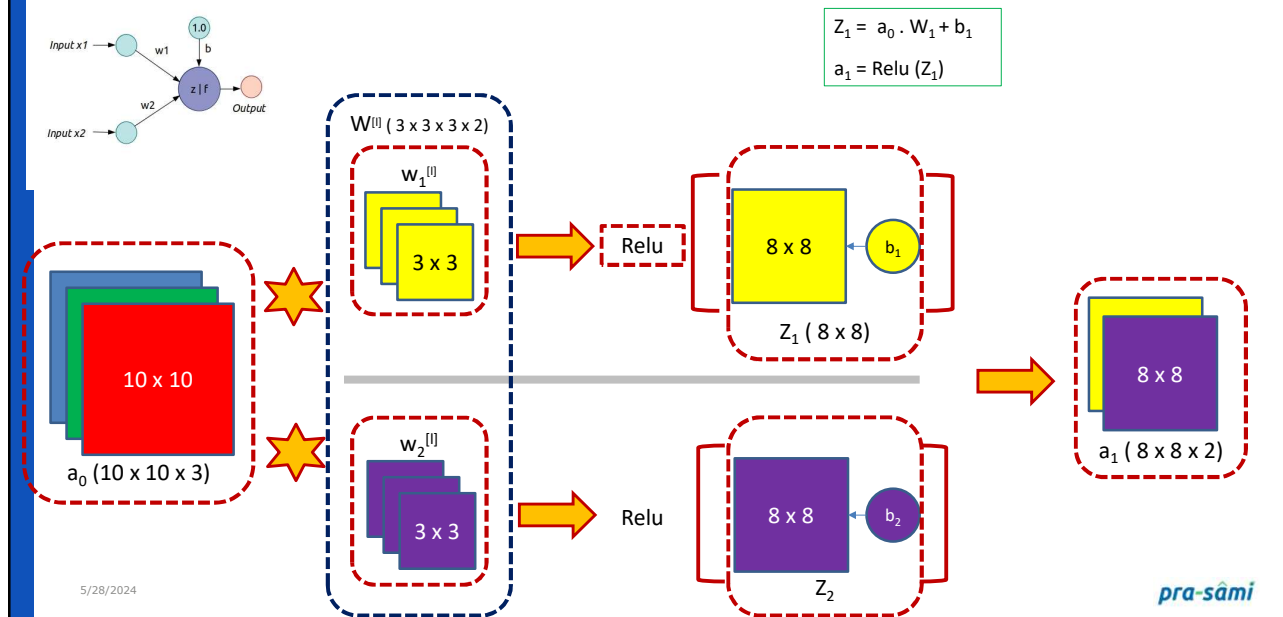 1.0
Input x1
w1
b
z | f
w2
Output
Input x2
Z₁ = a₀ . W₁ + b₁
a₁ = Relu (Z₁)
W[l] ( 3 x 3 x 3 x 2)
w₁[l]
3 x 3
Relu
8 x 8
b₁
Z₁ ( 8 x 8)
10 x 10
a₀ (10 x 10 x 3)
8 x 8
a₁ ( 8 x 8 x 2)
w₂[l]
3 x 3
Relu
8 x 8
b₂
Z₂
5/28/2024
pra-sâmi